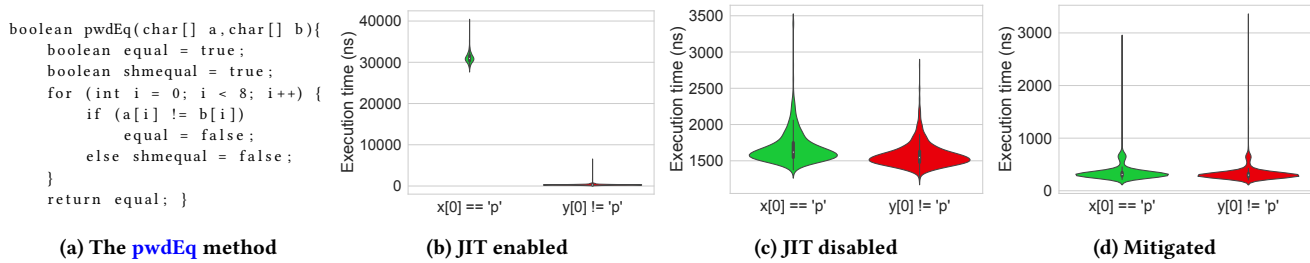 boolean pwdEq(char[] a,char[] b){
boolean equal = true;
boolean shmequal = true;
for (int i = 0; i < 8; i++) {
if (a[i] != b[i])
equal = false;
else shmequal = false;
}
return equal; }
(a) The pwdEq method
Execution time (ns)
40000
30000
20000
10000
0
x[0] == 'p'
y[0] != 'p'
(b) JIT enabled
Execution time (ns)
3500
3000
2500
2000
1500
x[0] == 'p'
y[0] != 'p'
(c) JIT disabled
Execution time (ns)
3000
2000
1000
0
x[0] == 'p'
y[0] != 'p'
(d) Mitigated